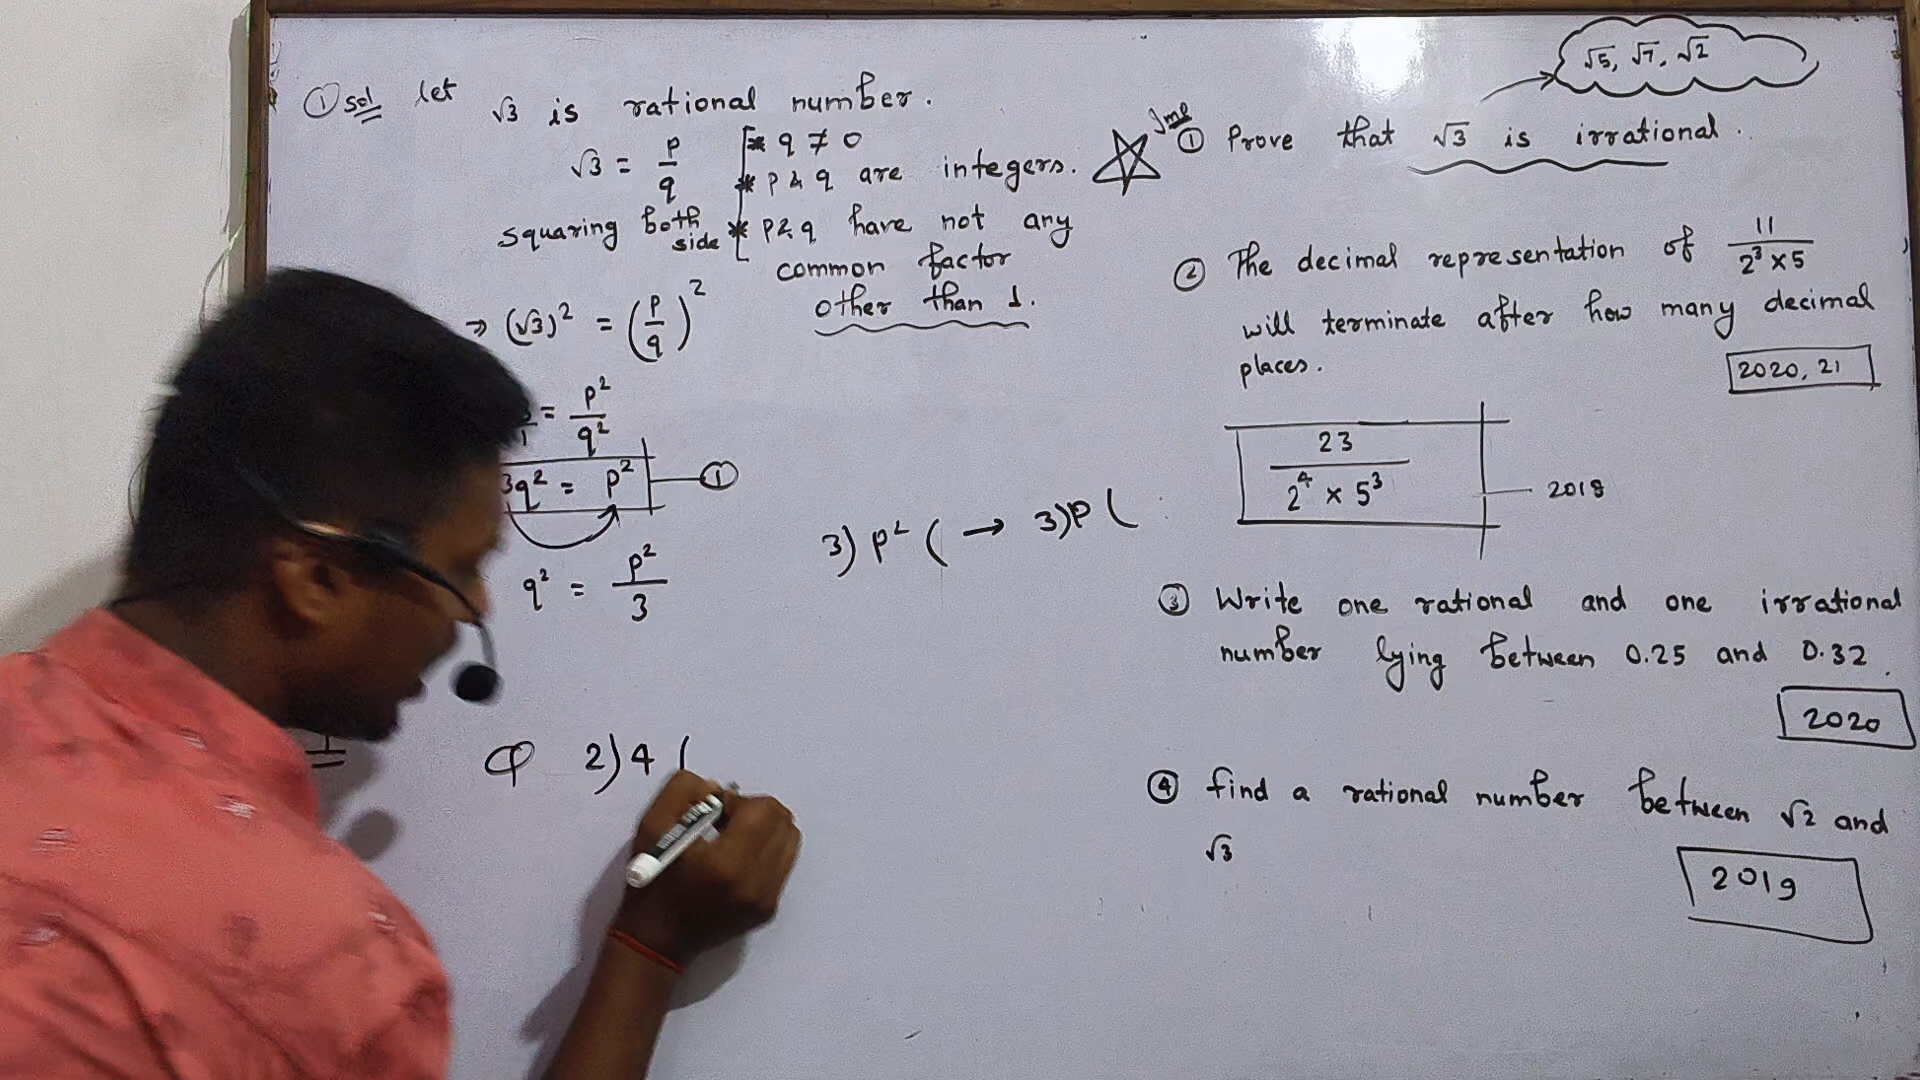 ① sol let √3 is rational number.
√3 = p/q
* q ≠ 0
* p & q are integers.
* p & q have not any
common factor
other than 1.
squaring both
side
⇒ (√3)² = (p/q)²
= p²/q²
3q² = p² — ①
q² = p²/3
3) p² ( → 3) p (
2) 4 (
√5, √7, √2
Imp
① Prove that √3 is irrational.
② The decimal representation of 11/(2³ × 5)
will terminate after how many decimal
places.
2020, 21
23/(2⁴ × 5³) — 2018
③ Write one rational and one irrational
number lying between 0.25 and 0.32.
2020
④ find a rational number between √2 and
√3
2019